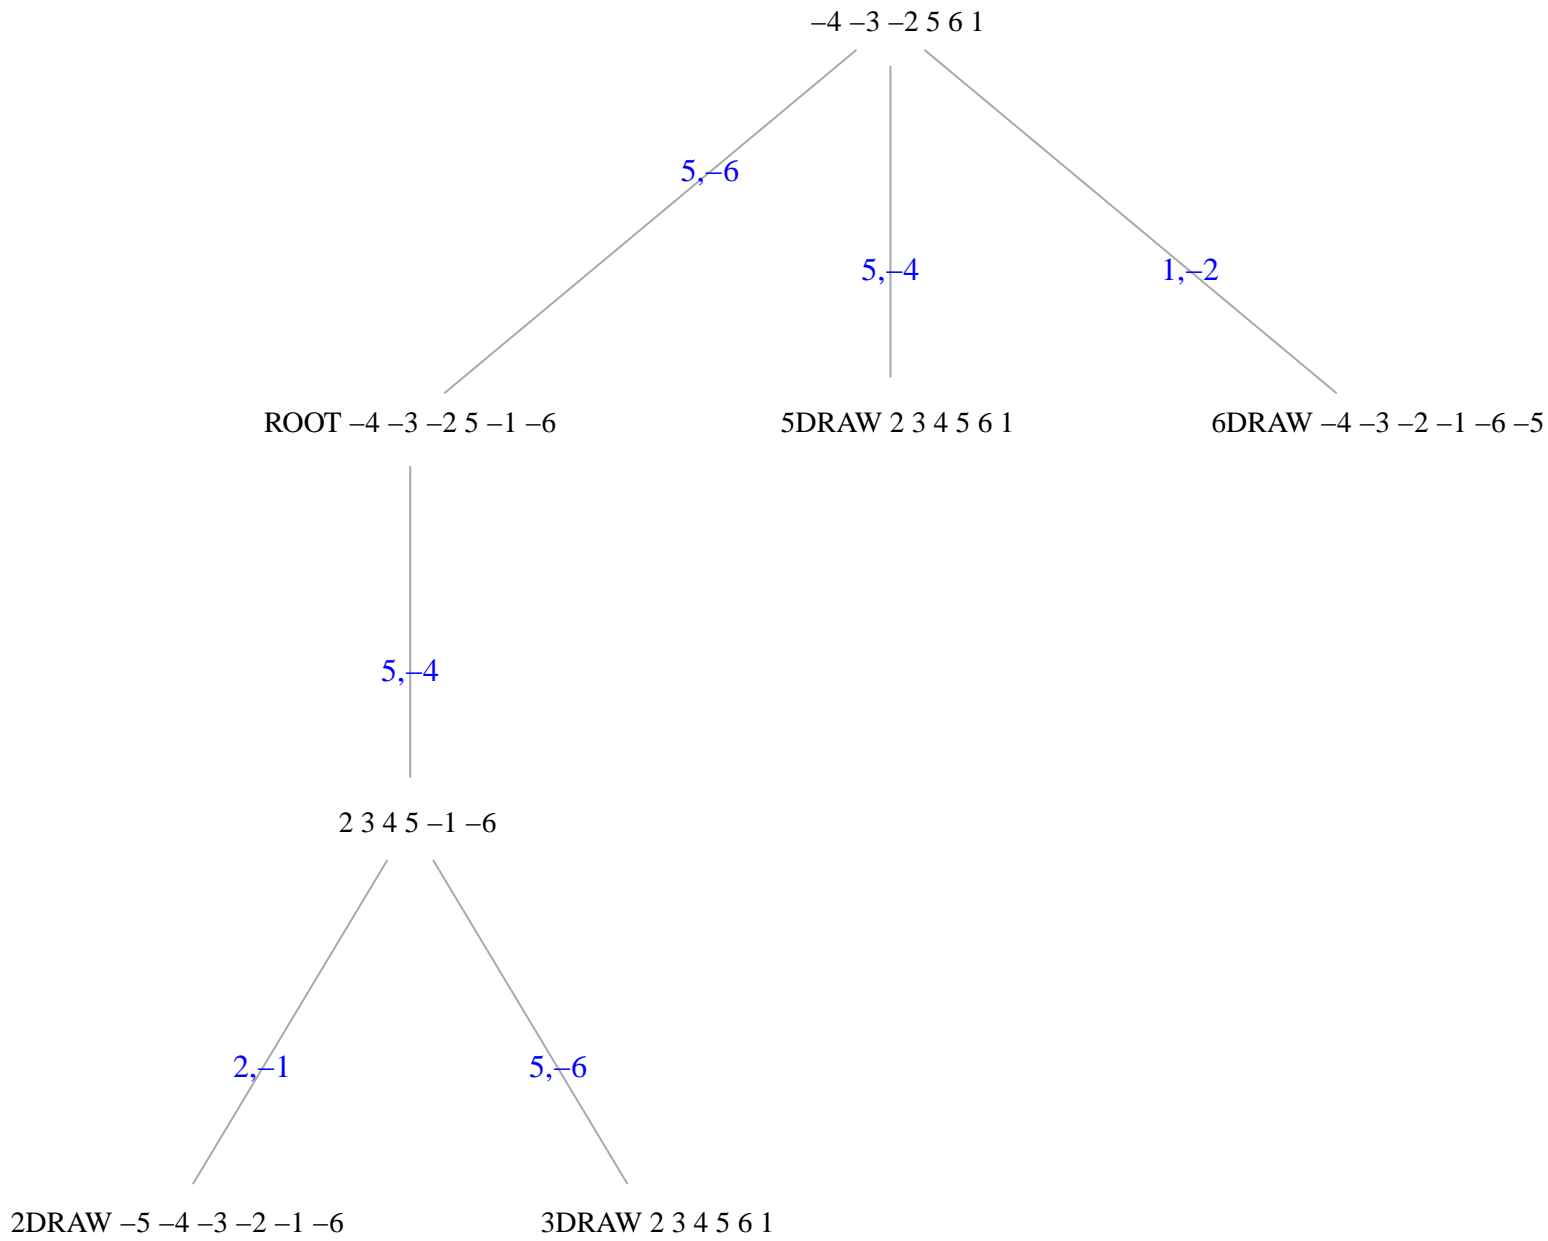 –4 –3 –2 5 6 1
5,–6
5,–4
1,–2
ROOT –4 –3 –2 5 –1 –6
5DRAW 2 3 4 5 6 1
6DRAW –4 –3 –2 –1 –6 –5
5,–4
2 3 4 5 –1 –6
2,–1
5,–6
2DRAW –5 –4 –3 –2 –1 –6
3DRAW 2 3 4 5 6 1